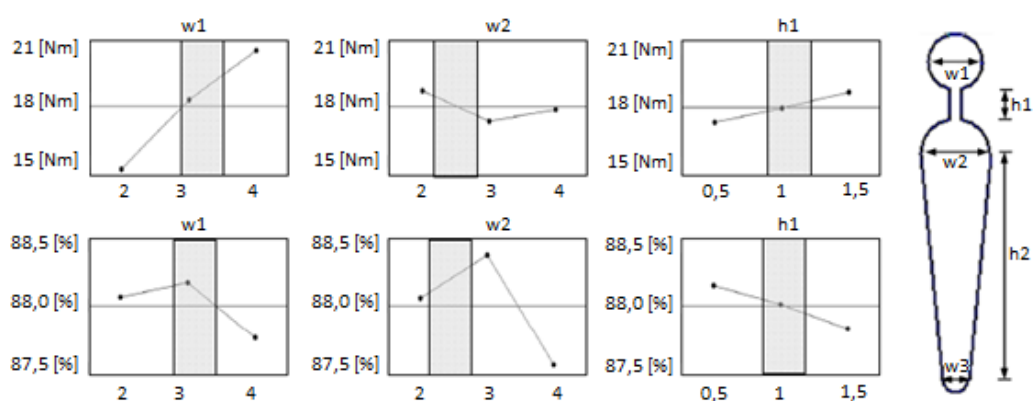 w1
21 [Nm]
18 [Nm]
15 [Nm]
2 3 4
w2
21 [Nm]
18 [Nm]
15 [Nm]
2 3 4
h1
21 [Nm]
18 [Nm]
15 [Nm]
0,5 1 1,5
w1
88,5 [%]
88,0 [%]
87,5 [%]
2 3 4
w2
88,5 [%]
88,0 [%]
87,5 [%]
2 3 4
h1
88,5 [%]
88,0 [%]
87,5 [%]
0,5 1 1,5
w1
h1
w2
h2
w3